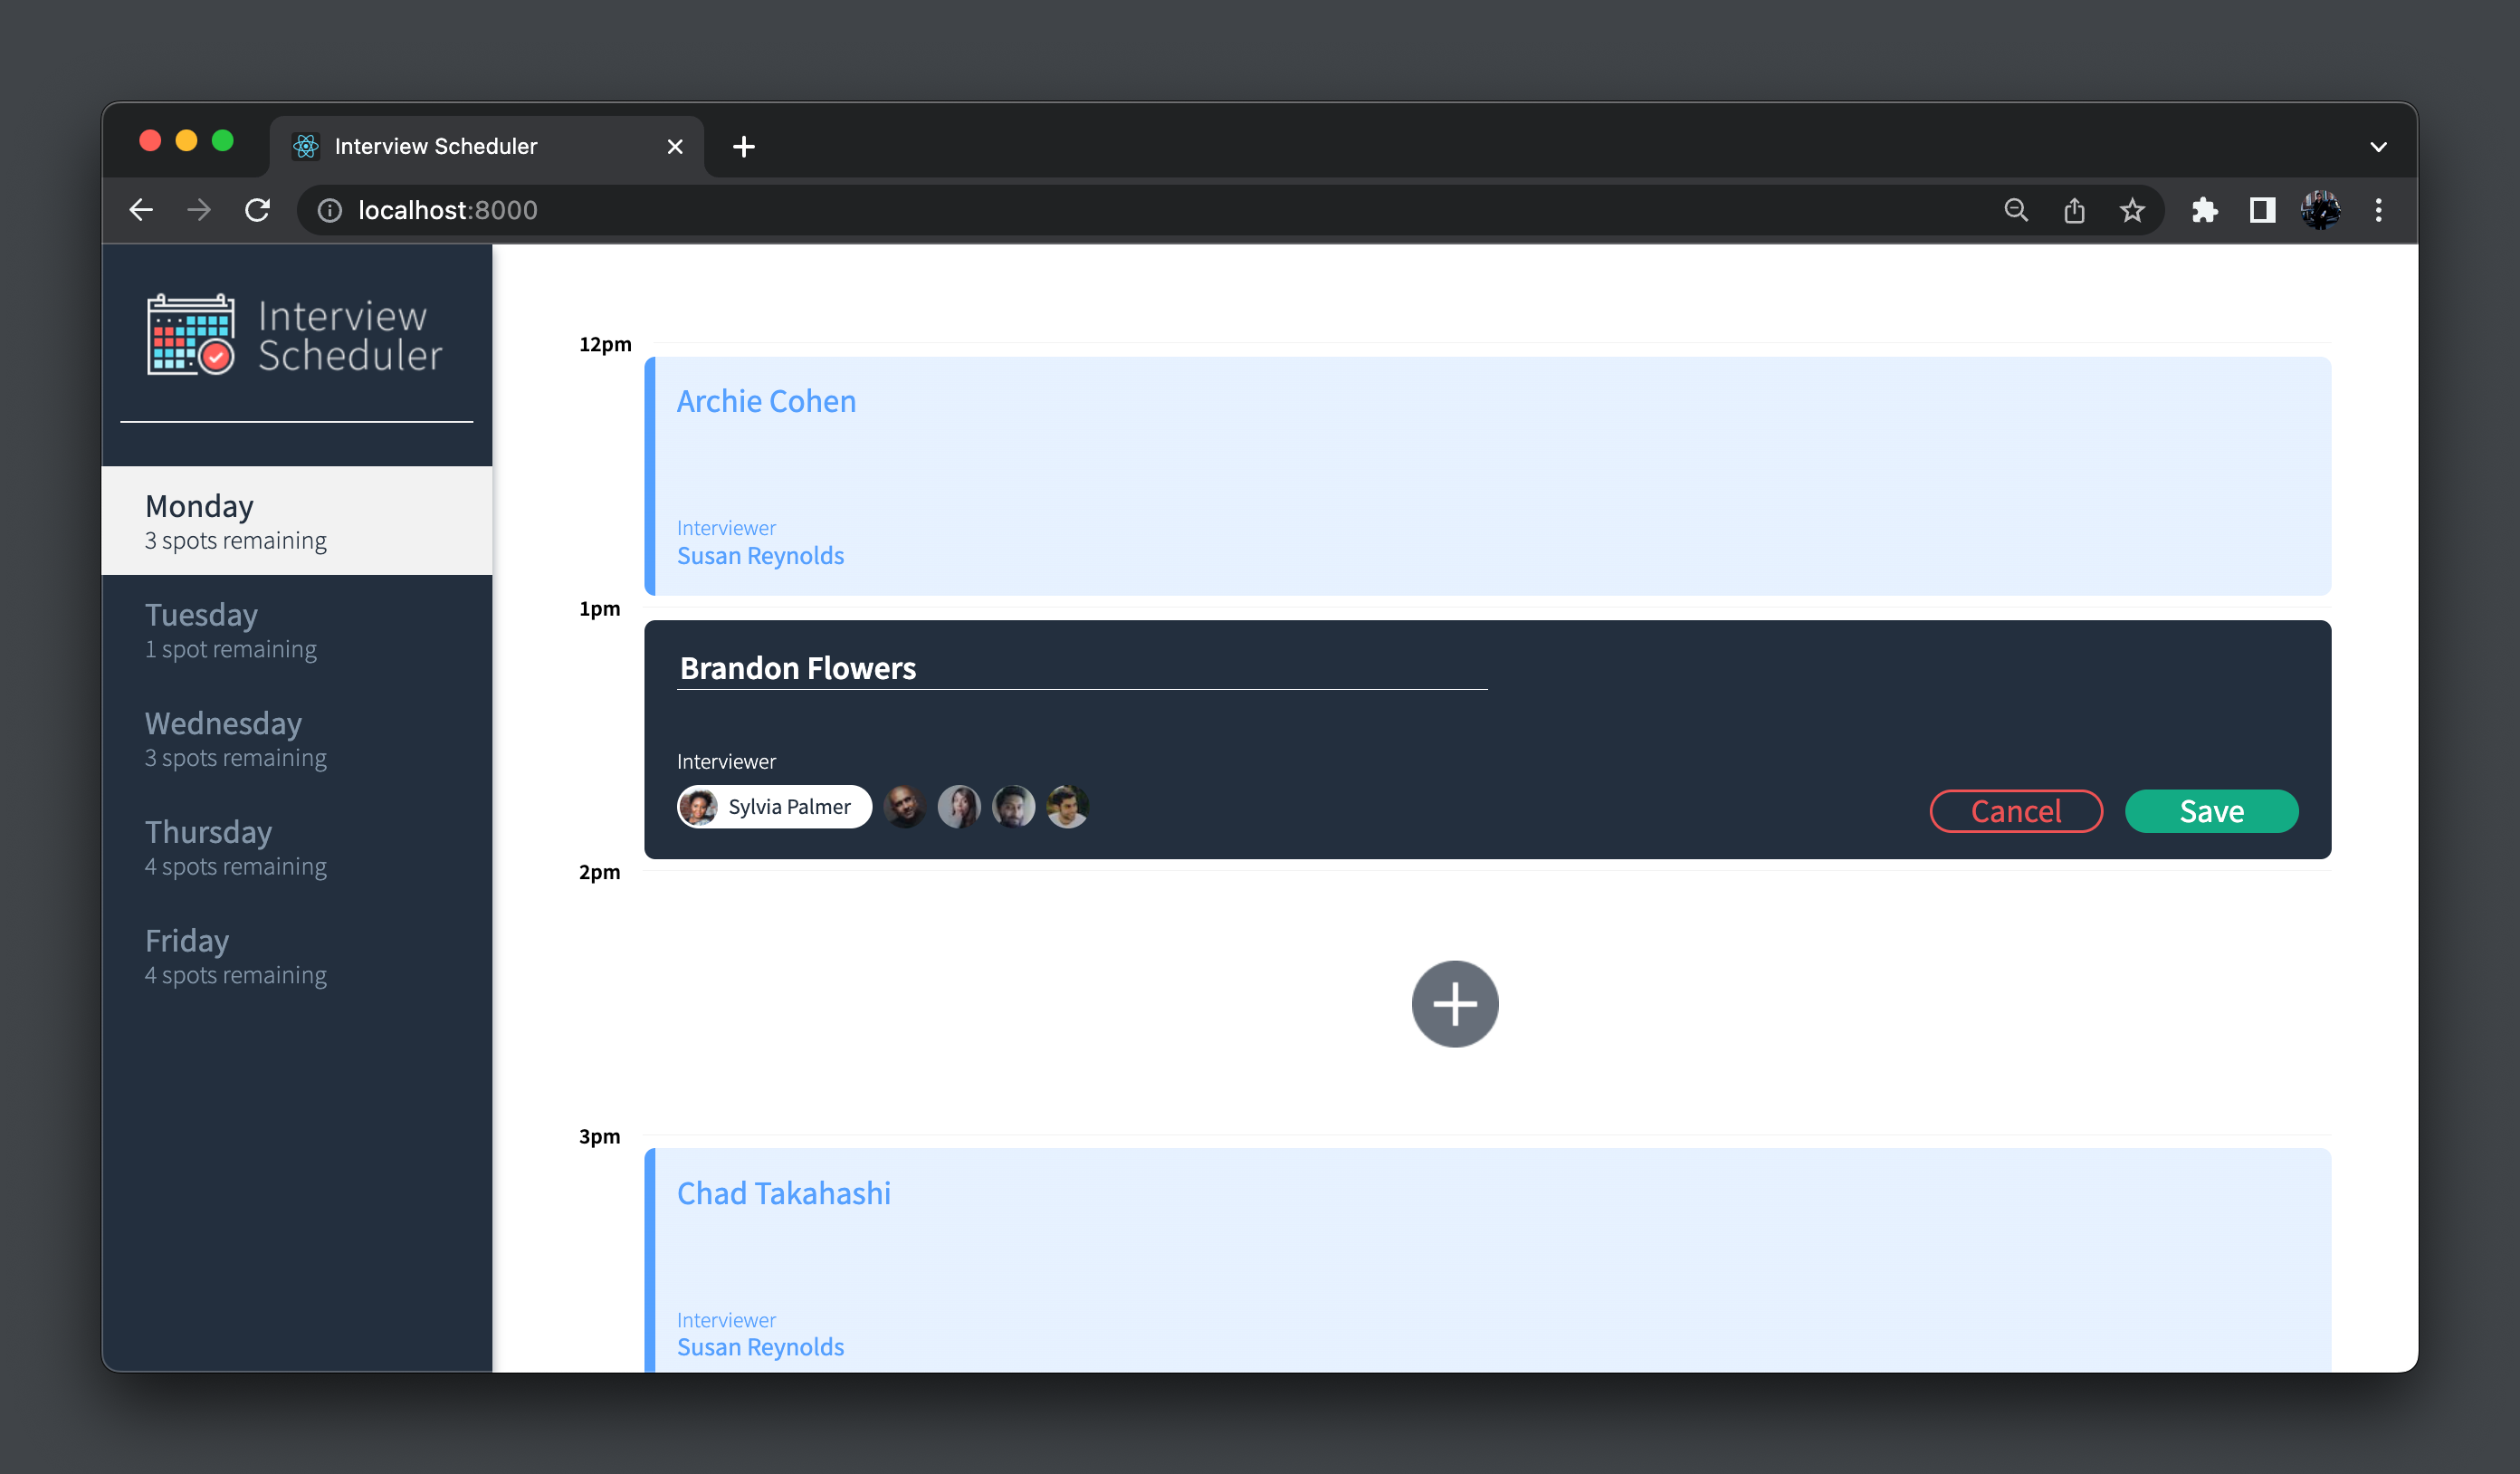 Interview Scheduler
localhost:8000
Interview
Scheduler
Monday
3 spots remaining
Tuesday
1 spot remaining
Wednesday
3 spots remaining
Thursday
4 spots remaining
Friday
4 spots remaining
12pm
Archie Cohen
Interviewer
Susan Reynolds
1pm
Brandon Flowers
Interviewer
Sylvia Palmer
Cancel
Save
2pm
3pm
Chad Takahashi
Interviewer
Susan Reynolds